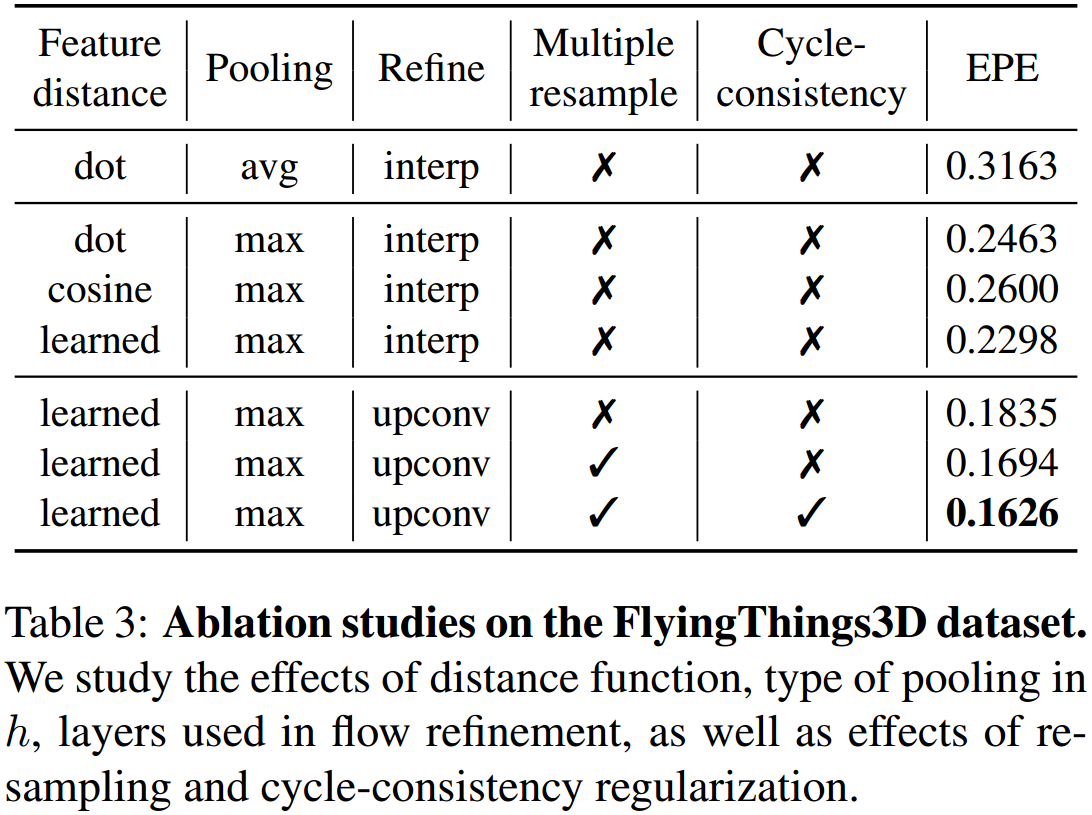 Feature distance | Pooling | Refine | Multiple resample | Cycle-consistency | EPE
dot | avg | interp | ✗ | ✗ | 0.3163
dot | max | interp | ✗ | ✗ | 0.2463
cosine | max | interp | ✗ | ✗ | 0.2600
learned | max | interp | ✗ | ✗ | 0.2298
learned | max | upconv | ✗ | ✗ | 0.1835
learned | max | upconv | ✓ | ✗ | 0.1694
learned | max | upconv | ✓ | ✓ | 0.1626
Table 3: Ablation studies on the FlyingThings3D dataset.
We study the effects of distance function, type of pooling in
h, layers used in flow refinement, as well as effects of re-
sampling and cycle-consistency regularization.